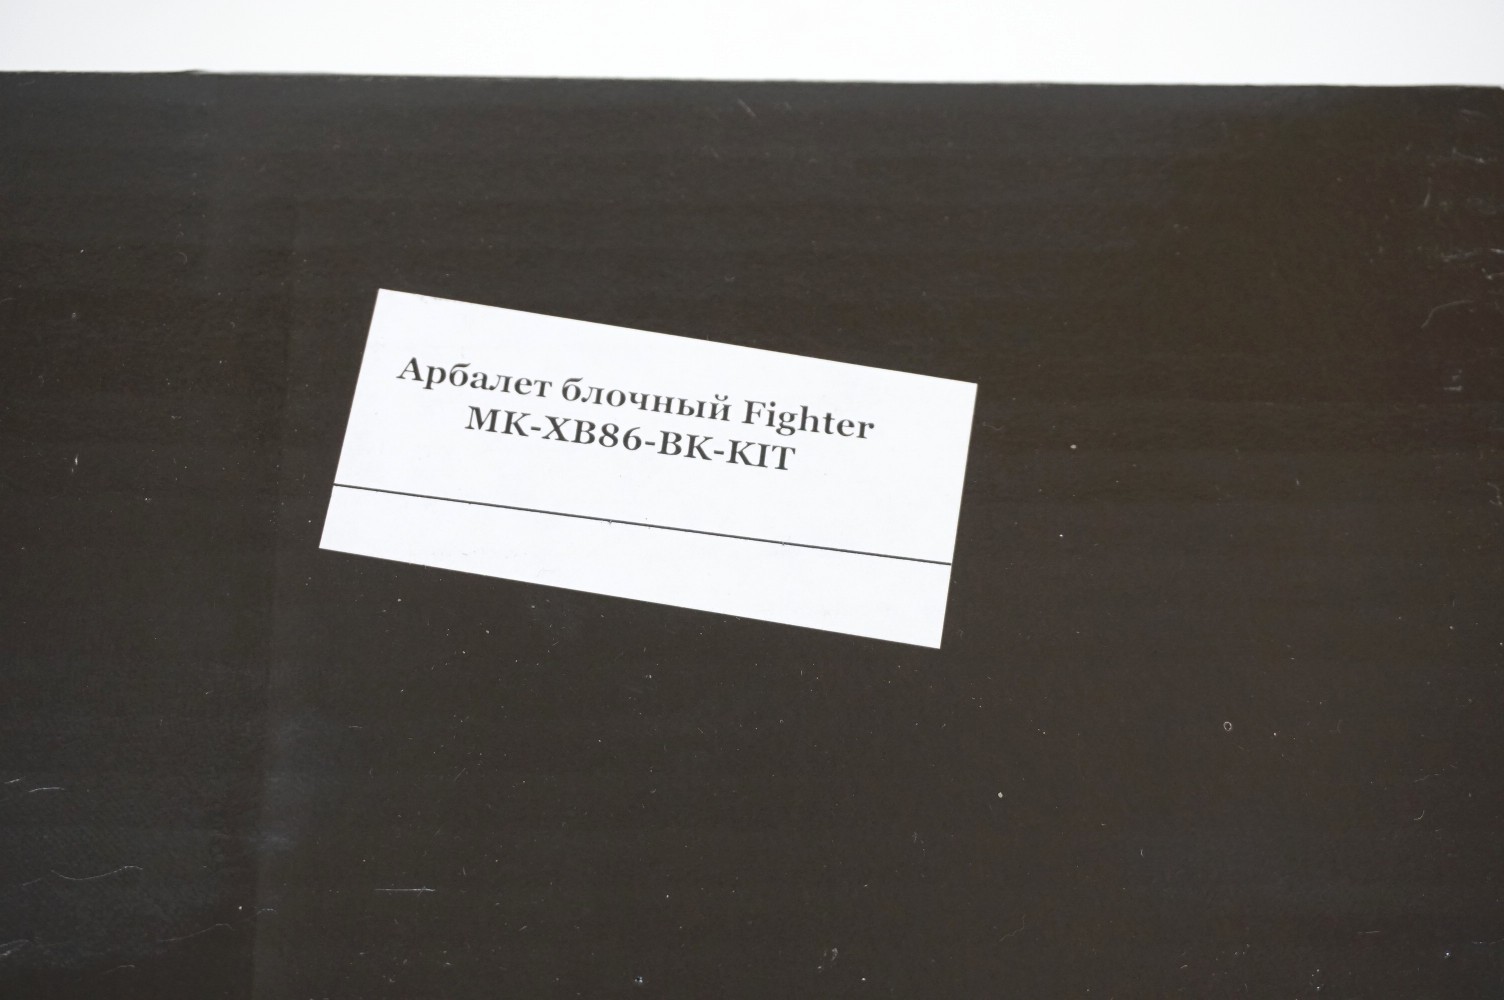 Арбалет блочный Fighter
MK-XB86-BK-KIT